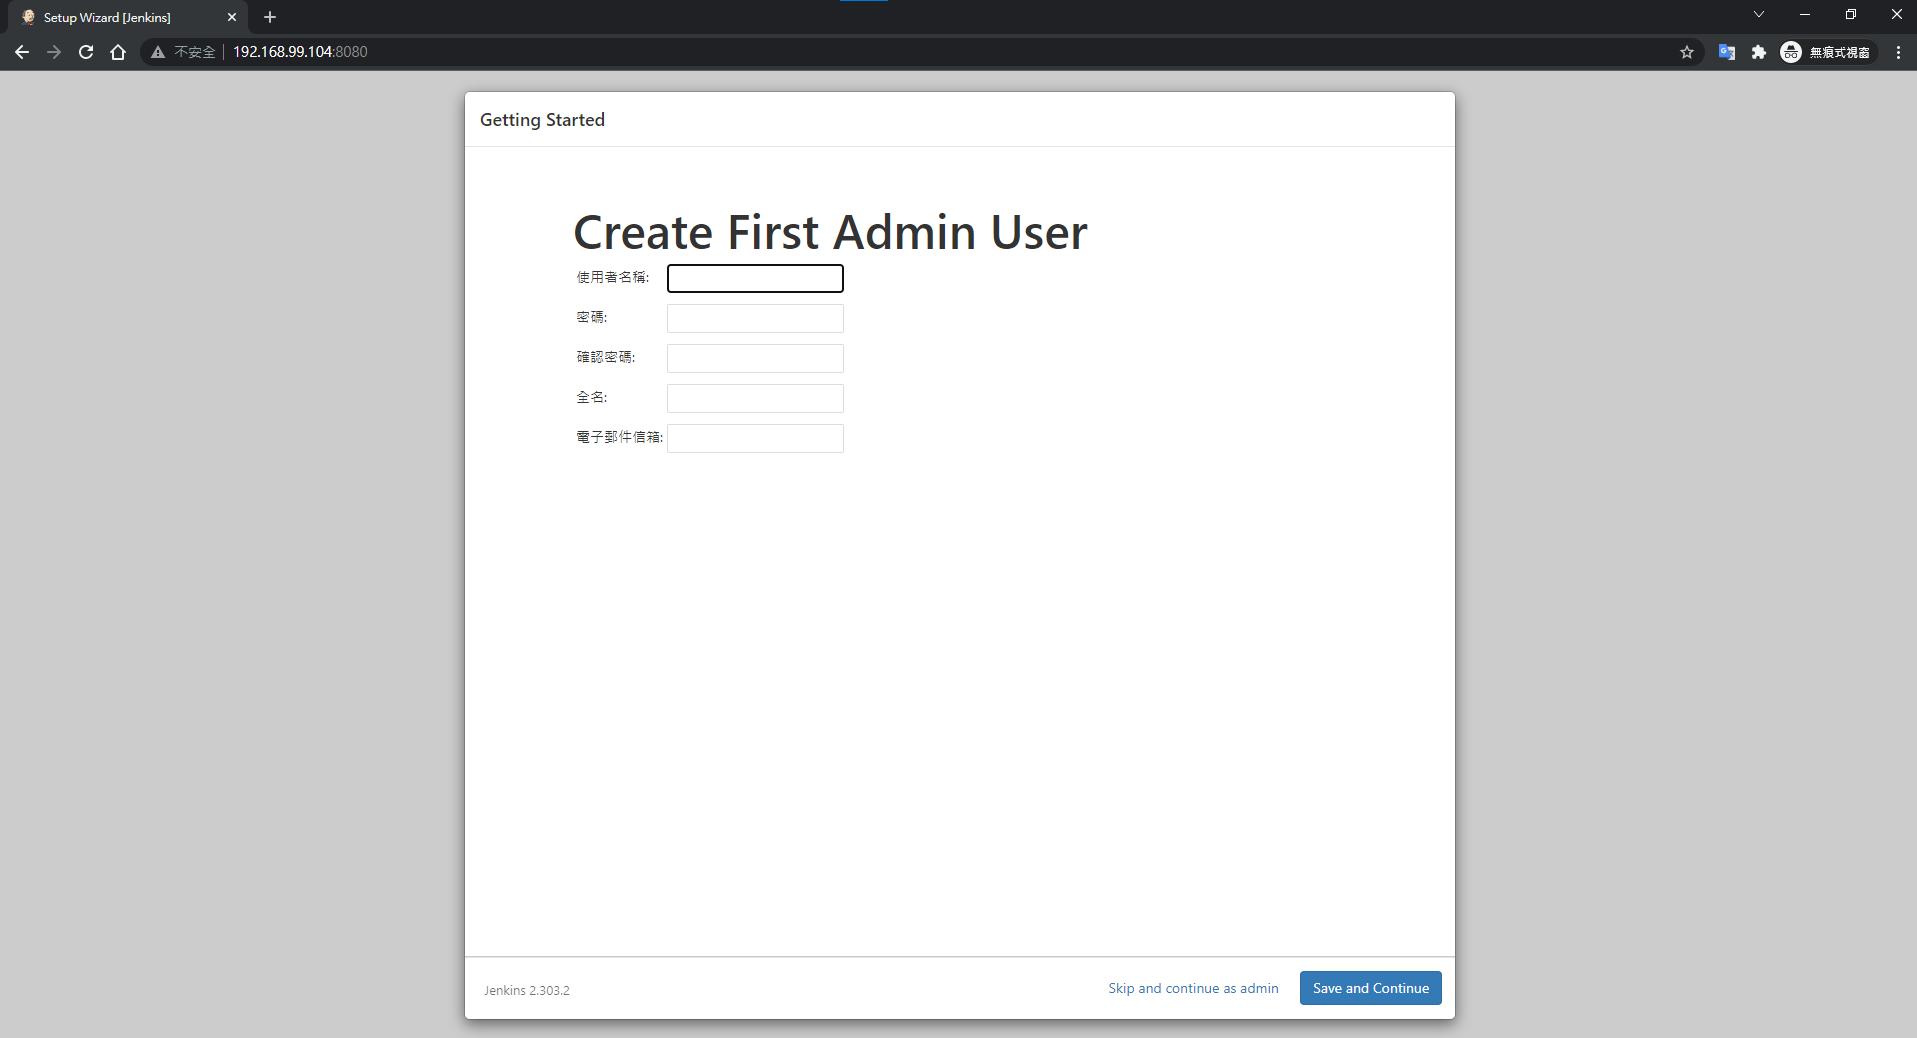 Setup Wizard [Jenkins]
不安全 192.168.99.104:8080
無痕式視窗
Getting Started
Create First Admin User
使用者名稱:
密碼:
確認密碼:
全名:
電子郵件信箱:
Jenkins 2.303.2
Skip and continue as admin
Save and Continue